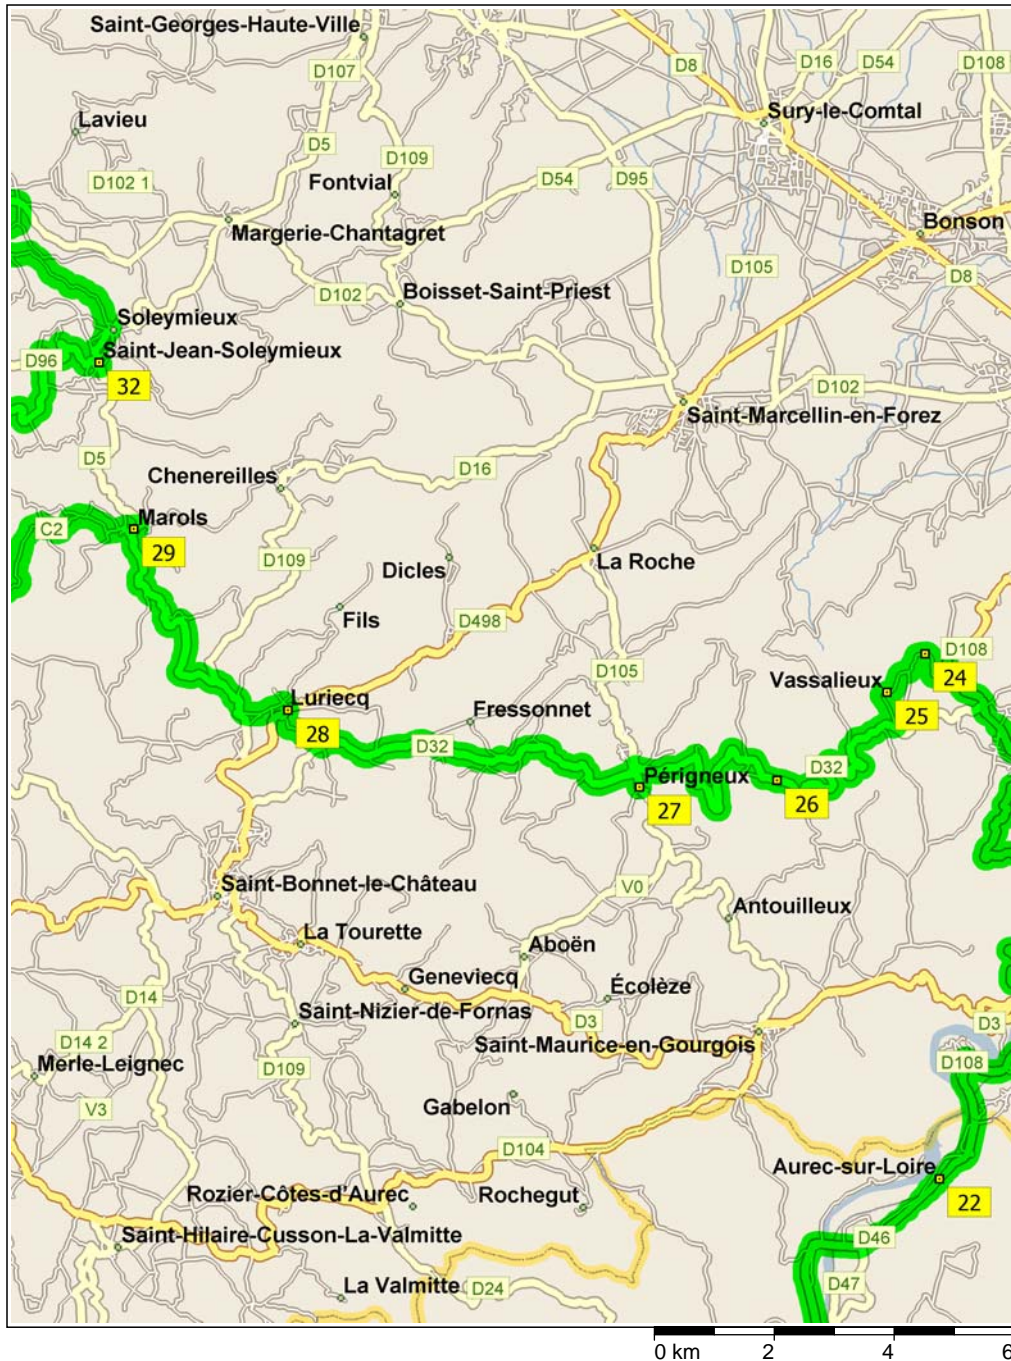 Saint-Georges-Haute-Ville
D8
D16
D54
D108
D107
Lavieu
Sury-le-Comtal
D5
D109
D102 1
Fontvial
D54
D95
Margerie-Chantagret
Bonson
D105
D8
D102
Boisset-Saint-Priest
Soleymieux
D96
Saint-Jean-Soleymieux
32
D102
Saint-Marcellin-en-Forez
D5
D16
Chenereilles
Marols
C2
29
D109
Dicles
La Roche
Fils
D498
D105
D108
Vassalieux
24
Luriecq
Fressonnet
25
28
D32
D32
Périgneux
26
27
Saint-Bonnet-le-Château
V0
Antouilleux
La Tourette
Aboën
Geneviecq
Écolèze
D14
Saint-Nizier-de-Fornas
D3
D3
D14 2
Saint-Maurice-en-Gourgois
Merle-Leignec
D109
D108
V3
Gabelon
D104
Aurec-sur-Loire
Rozier-Côtes-d'Aurec
Rochegut
22
Saint-Hilaire-Cusson-La-Valmitte
D46
La Valmitte
D24
D47
0 km 2 4 6